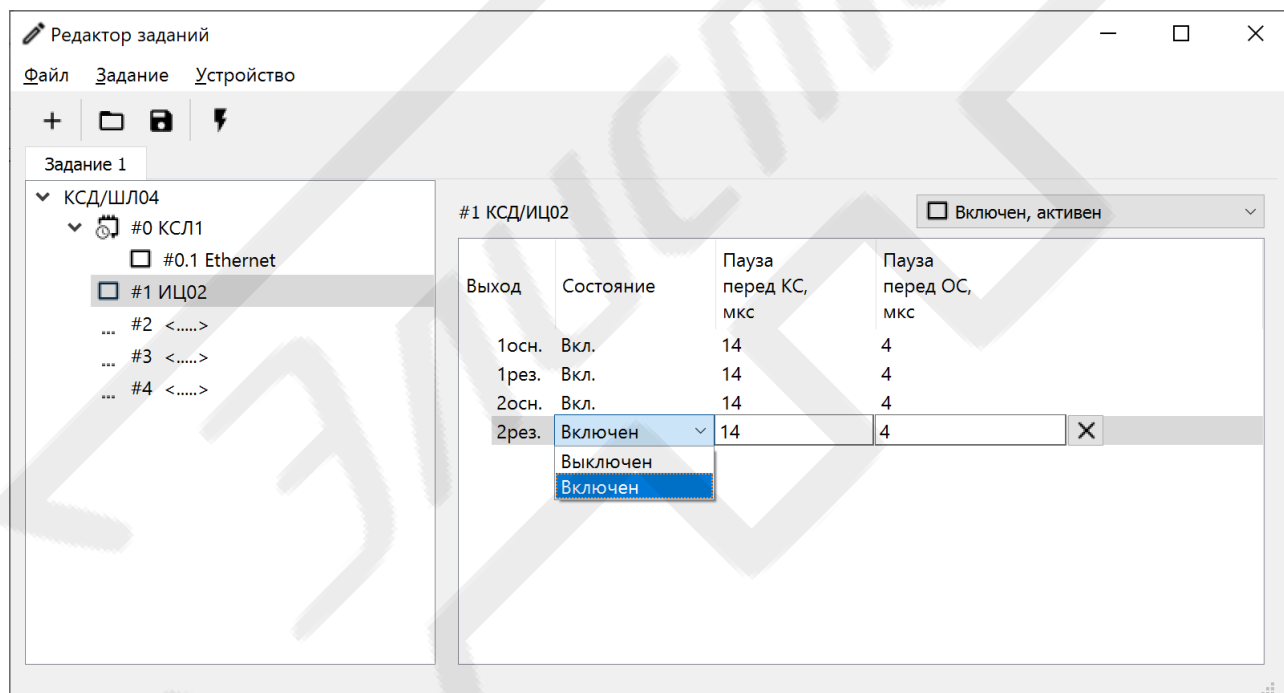 Редактор заданий
Файл Задание Устройство
Задание 1
КСД/ШЛ04
#0 КСЛ1
#0.1 Ethernet
#1 ИЦ02
#2 <.....>
#3 <.....>
#4 <.....>
#1 КСД/ИЦ02
Включен, активен
Выход Состояние Пауза перед КС, мкс Пауза перед ОС, мкс
1осн. Вкл. 14 4
1рез. Вкл. 14 4
2осн. Вкл. 14 4
2рез. Включен 14 4
Выключен
Включен
ЭЛИСТ